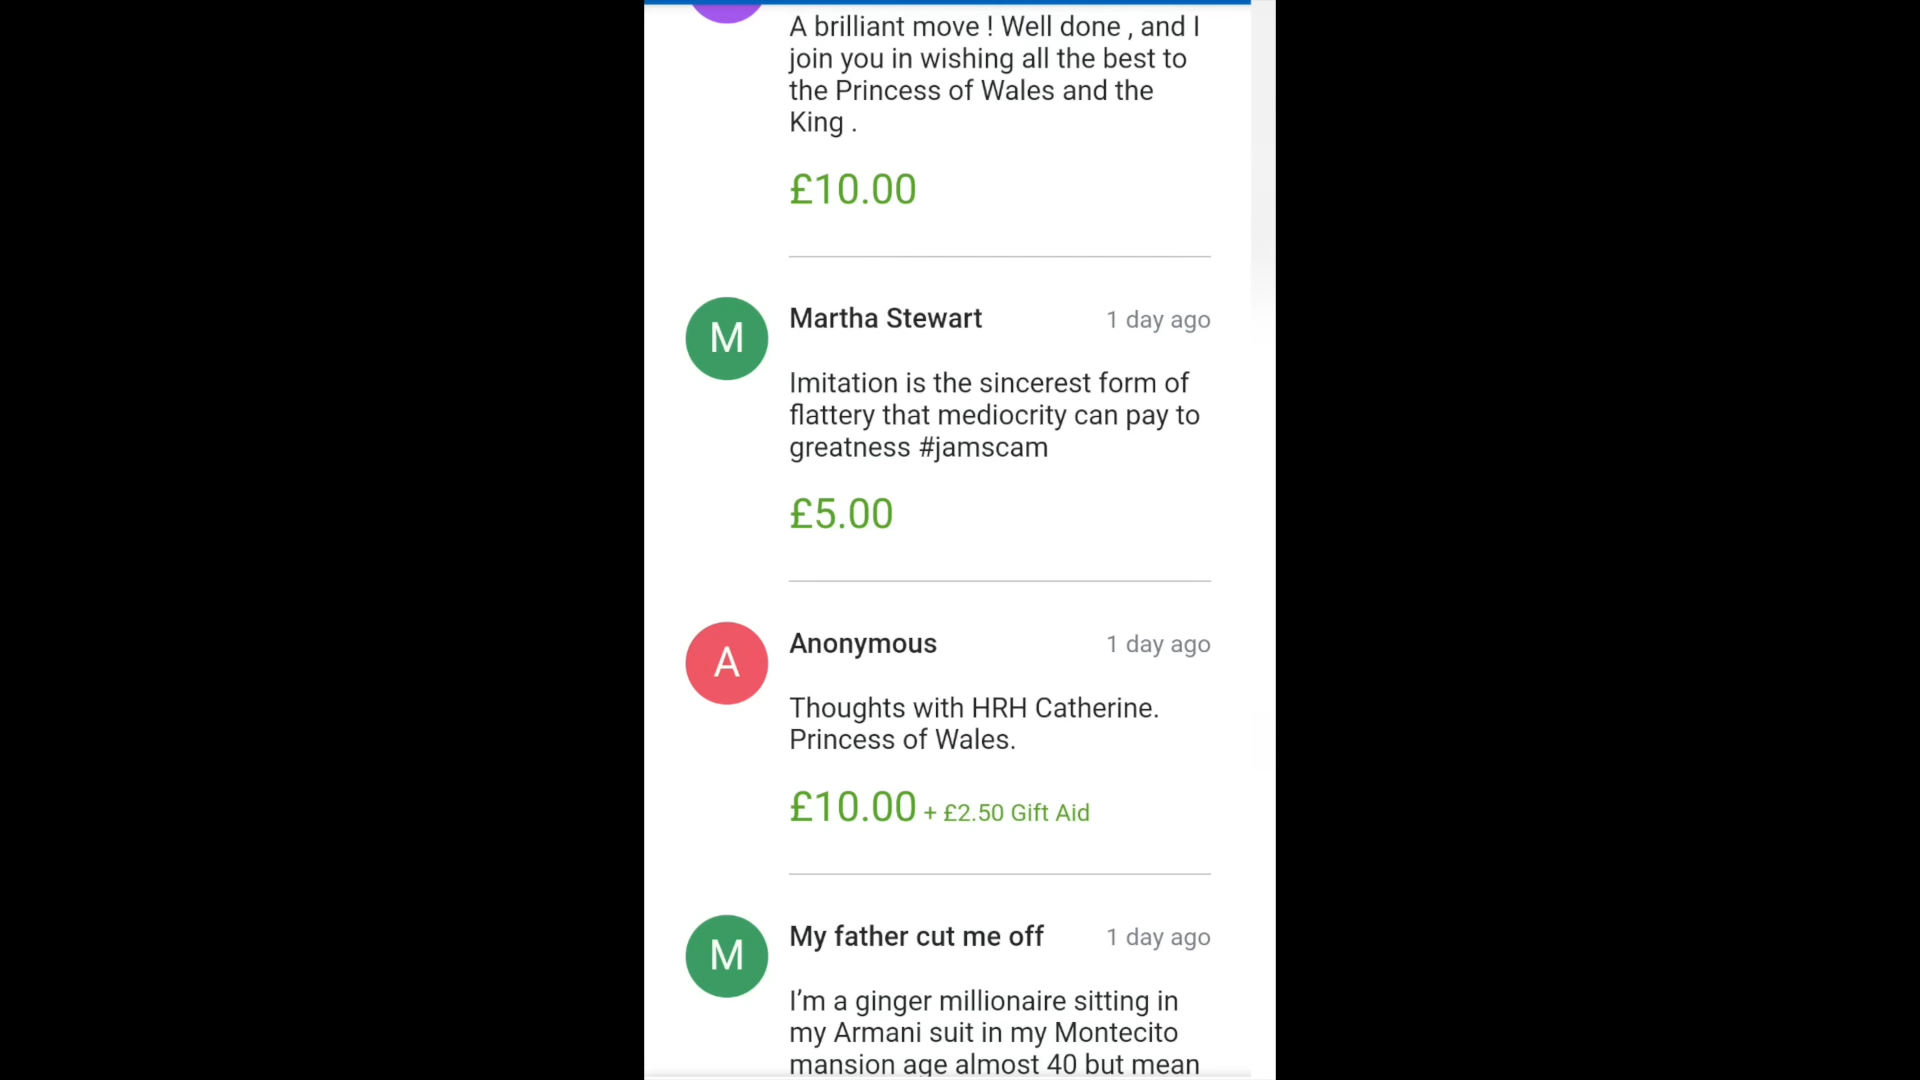 A brilliant move ! Well done , and I
join you in wishing all the best to
the Princess of Wales and the
King .
£10.00
M
Martha Stewart
1 day ago
Imitation is the sincerest form of
flattery that mediocrity can pay to
greatness #jamscam
£5.00
A
Anonymous
1 day ago
Thoughts with HRH Catherine.
Princess of Wales.
£10.00 + £2.50 Gift Aid
M
My father cut me off
1 day ago
I’m a ginger millionaire sitting in
my Armani suit in my Montecito
mansion age almost 40 but mean